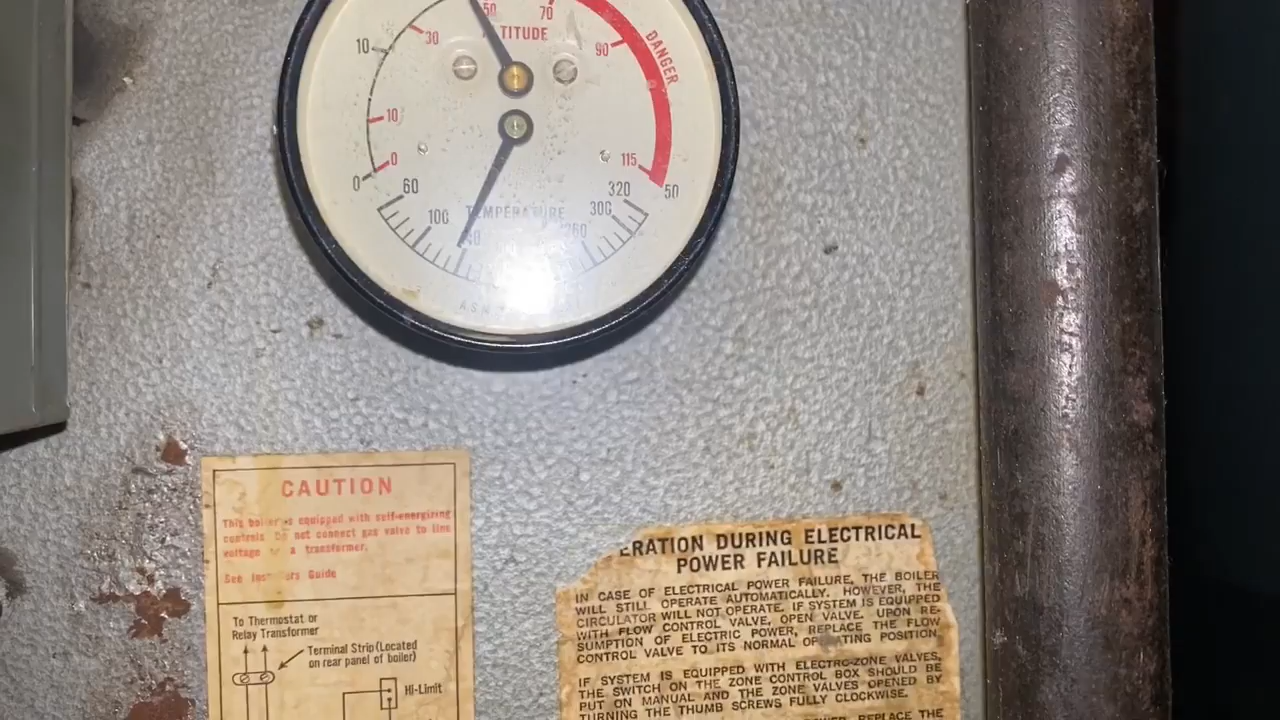 50
70
30
ALTITUDE
90
DANGER
10
10
0
115
0
60
320
50
100
TEMPERATURE
300
260
CAUTION
This boiler is equipped with self-energizing
controls Do not connect gas valve to line
voltage a transformer.
See Guide
To Thermostat or
Relay Transformer
Terminal Strip (Located
on rear panel of boiler)
Hi-Limit
ERATION DURING ELECTRICAL
POWER FAILURE
IN CASE OF ELECTRICAL POWER FAILURE, THE BOILER
WILL STILL OPERATE AUTOMATICALLY. HOWEVER, THE
CIRCULATOR WILL NOT OPERATE. IF SYSTEM IS EQUIPPED
WITH FLOW CONTROL VALVE, OPEN VALVE. UPON RE-
SUMPTION OF ELECTRIC POWER, REPLACE THE FLOW
CONTROL VALVE TO ITS NORMAL OPERATING POSITION
IF SYSTEM IS EQUIPPED WITH ELECTRO-ZONE VALVES,
THE SWITCH ON THE ZONE CONTROL BOX SHOULD BE
PUT ON MANUAL AND THE ZONE VALVES OPENED BY
TURNING THE THUMB SCREWS FULLY CLOCKWISE.
POWER, REPLACE THE